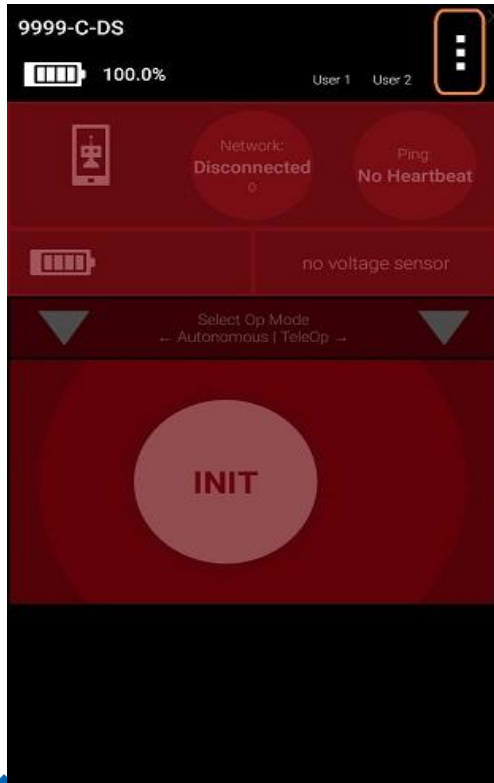 9999-C-DS
100.0%
User 1 User 2
Network:
Disconnected
0
Ping:
No Heartbeat
no voltage sensor
Select Op Mode
← Autonomous | TeleOp →
INIT